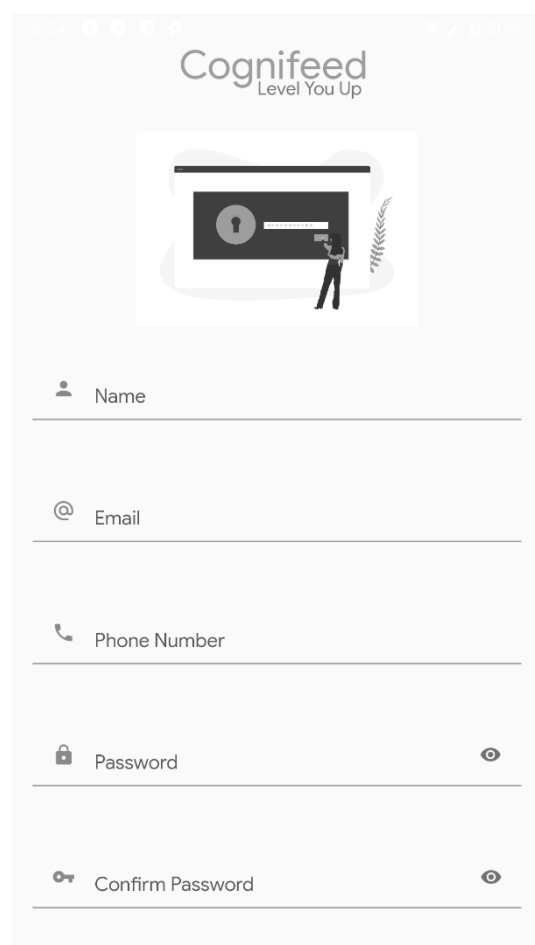 Cognifeed
Level You Up
Name
Email
Phone Number
Password
Confirm Password